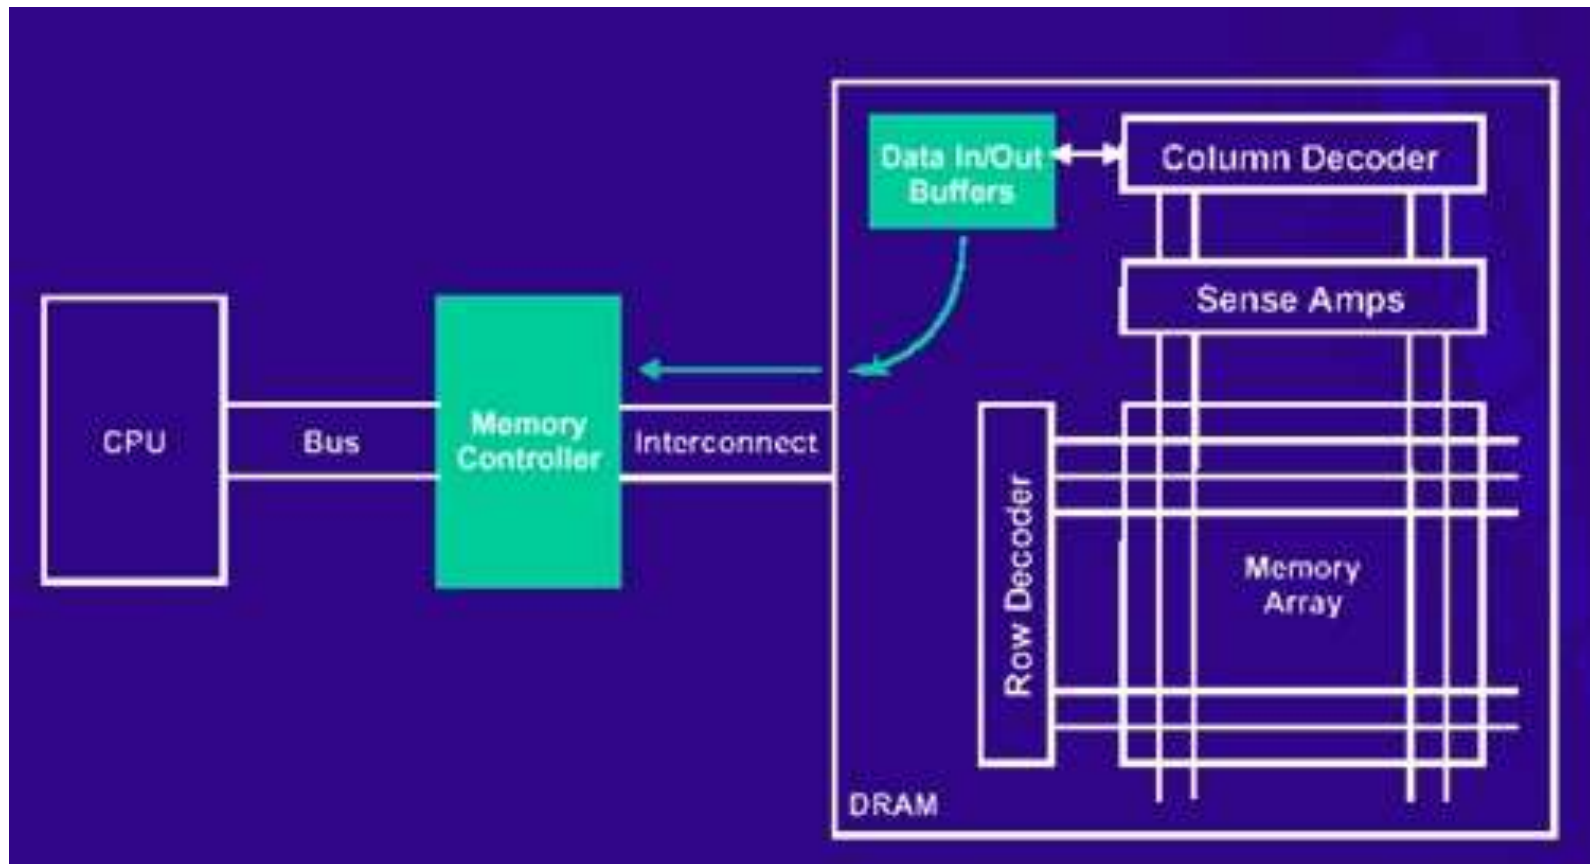 Data In/Out
Buffers
Column Decoder
Sense Amps
CPU
Bus
Memory
Controller
Interconnect
Row Decoder
Memory
Array
DRAM